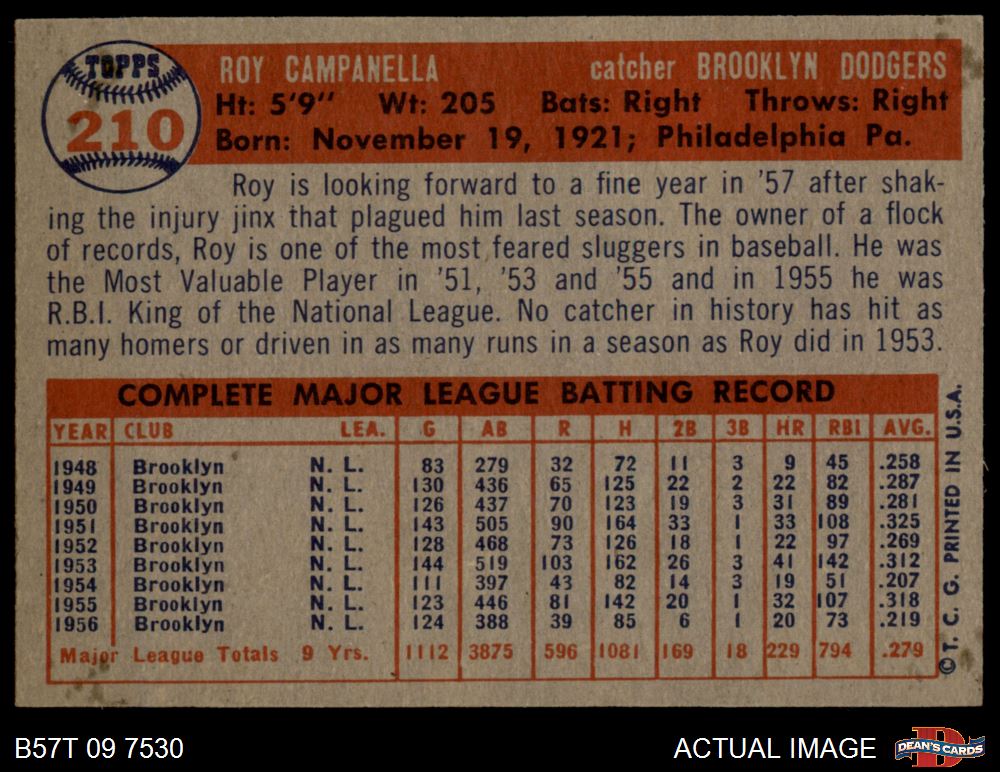 TOPPS
210
ROY CAMPANELLA catcher BROOKLYN DODGERS
Ht: 5'9" Wt: 205 Bats: Right Throws: Right
Born: November 19, 1921; Philadelphia Pa.
Roy is looking forward to a fine year in '57 after shak-
ing the injury jinx that plagued him last season. The owner of a flock
of records, Roy is one of the most feared sluggers in baseball. He was
the Most Valuable Player in '51, '53 and '55 and in 1955 he was
R.B.I. King of the National League. No catcher in history has hit as
many homers or driven in as many runs in a season as Roy did in 1953.
COMPLETE MAJOR LEAGUE BATTING RECORD
YEAR CLUB LEA. G AB R H 2B 3B HR RBI AVG.
1948 Brooklyn N. L. 83 279 32 72 11 3 9 45 .258
1949 Brooklyn N. L. 130 436 65 125 22 2 22 82 .287
1950 Brooklyn N. L. 126 437 70 123 19 3 31 89 .281
1951 Brooklyn N. L. 143 505 90 164 33 1 33 108 .325
1952 Brooklyn N. L. 128 468 73 126 18 1 22 97 .269
1953 Brooklyn N. L. 144 519 103 162 26 3 41 142 .312
1954 Brooklyn N. L. 111 397 43 82 14 3 19 51 .207
1955 Brooklyn N. L. 123 446 81 142 20 1 32 107 .318
1956 Brooklyn N. L. 124 388 39 85 6 1 20 73 .219
Major League Totals 9 Yrs. 1112 3875 596 1081 169 18 229 794 .279
© T. C. G. PRINTED IN U.S.A.
B57T 09 7530
ACTUAL IMAGE
D
DEAN'S CARDS